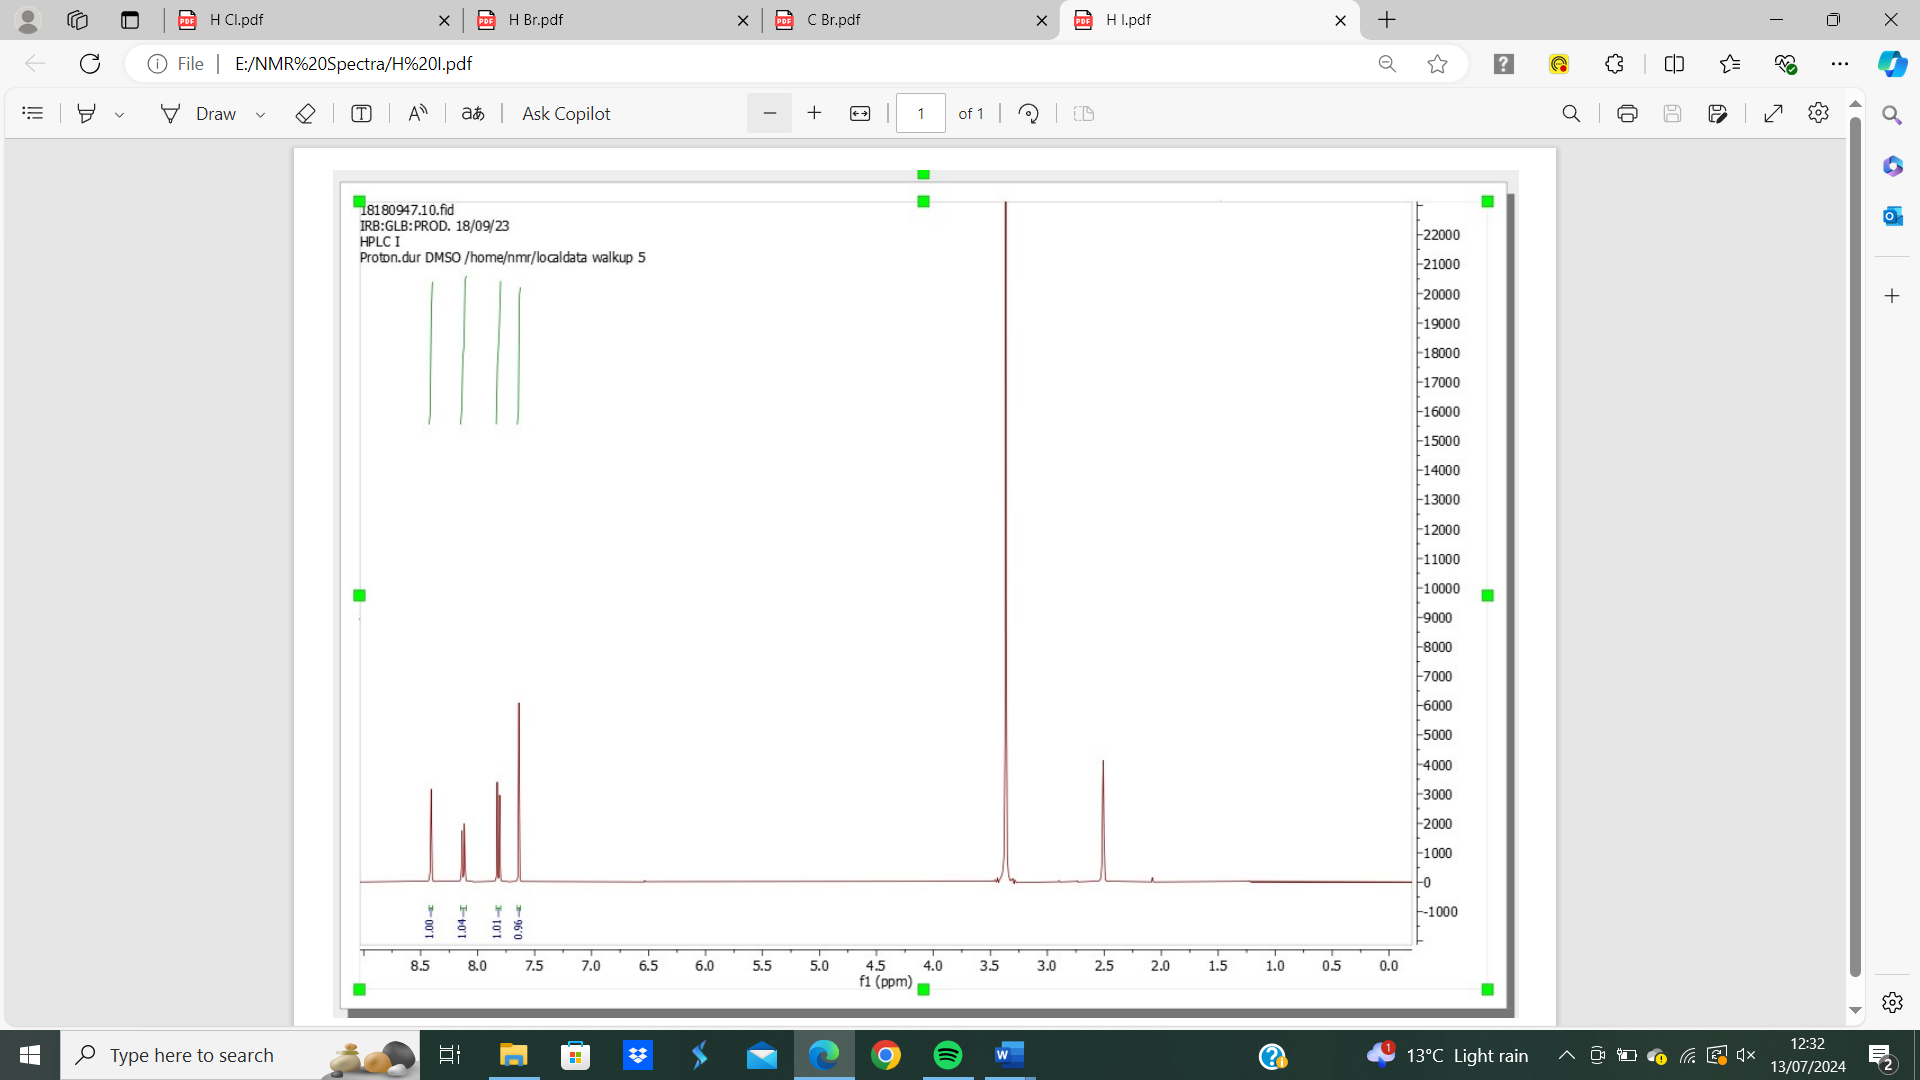 H Cl.pdf
H Br.pdf
C Br.pdf
H I.pdf
File
E:/NMR%20Spectra/H%20I.pdf
Draw
Ask Copilot
1
of 1
18180947.10.fid
IRB:GLB:PROD. 18/09/23
HPLC I
Proton.dur DMSO /home/nmr/localdata walkup 5
22000
21000
20000
19000
18000
17000
16000
15000
14000
13000
12000
11000
10000
9000
8000
7000
6000
5000
4000
3000
2000
1000
0
-1000
1.00
1.04
1.01
0.96
8.5 8.0 7.5 7.0 6.5 6.0 5.5 5.0 4.5 4.0 3.5 3.0 2.5 2.0 1.5 1.0 0.5 0.0
f1 (ppm)
Type here to search
1
13°C Light rain
12:32
13/07/2024
2